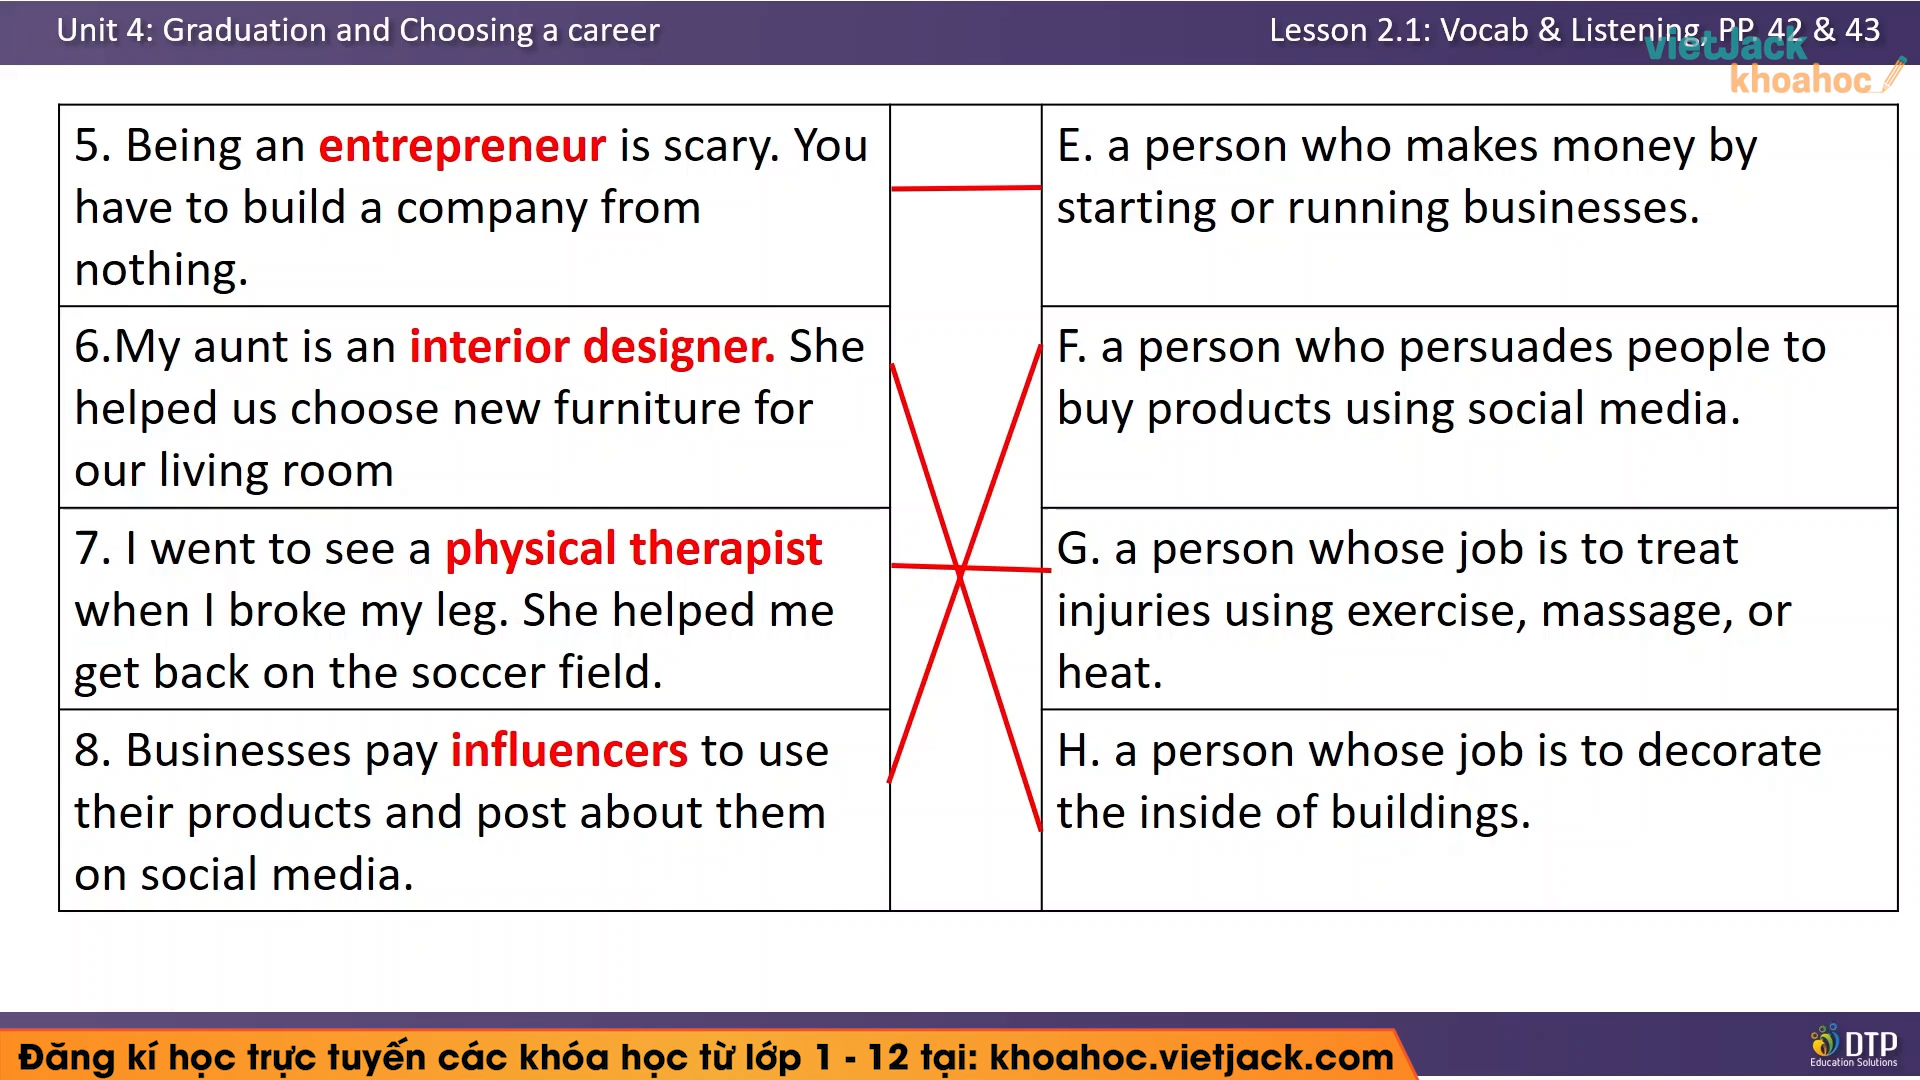 Unit 4: Graduation and Choosing a career
Lesson 2.1: Vocab & Listening, PP. 42 & 43
vietJack
khoahoc
5. Being an entrepreneur is scary. You
have to build a company from
nothing.
E. a person who makes money by
starting or running businesses.
6.My aunt is an interior designer. She
helped us choose new furniture for
our living room
F. a person who persuades people to
buy products using social media.
7. I went to see a physical therapist
when I broke my leg. She helped me
get back on the soccer field.
G. a person whose job is to treat
injuries using exercise, massage, or
heat.
8. Businesses pay influencers to use
their products and post about them
on social media.
H. a person whose job is to decorate
the inside of buildings.
Đăng kí học trực tuyến các khóa học từ lớp 1 - 12 tại: khoahoc.vietjack.com
DTP
Education Solutions